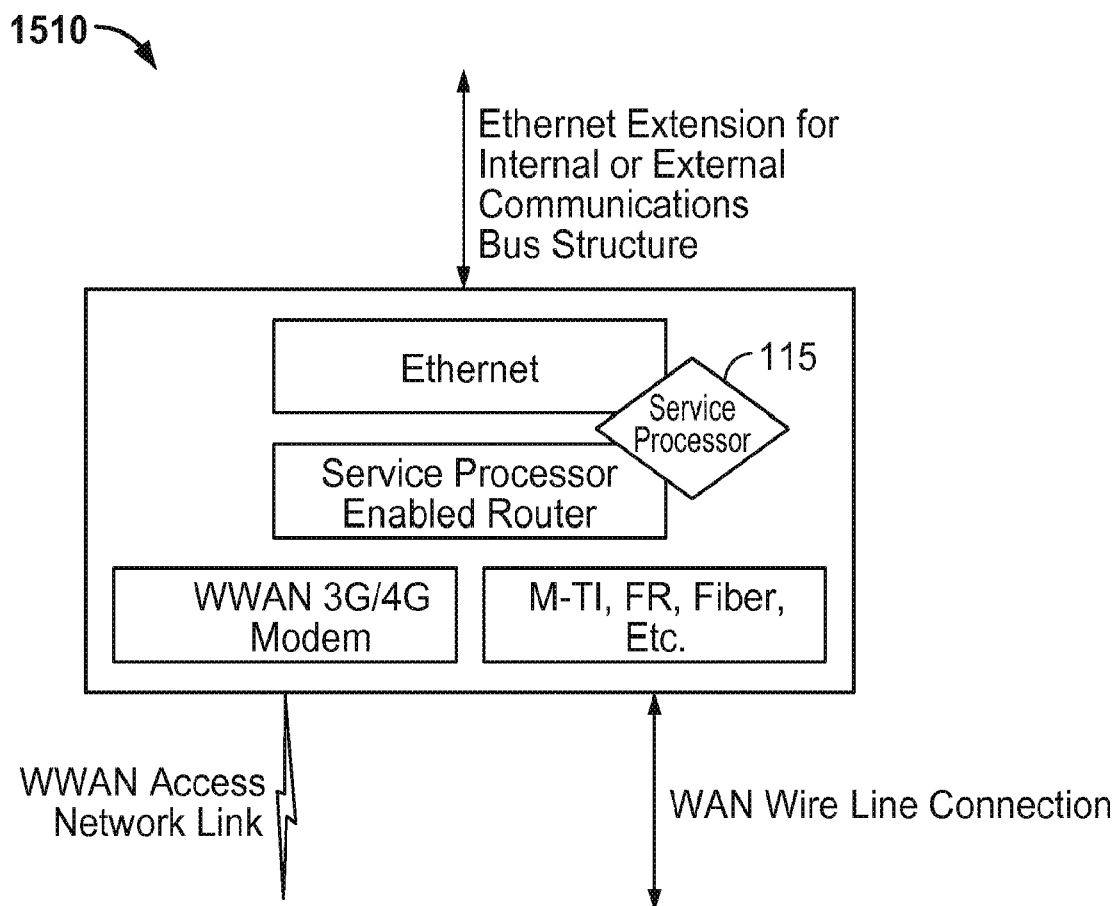 1510
Ethernet Extension for
Internal or External
Communications
Bus Structure
Ethernet
115
Service
Processor
Service Processor
Enabled Router
WWAN 3G/4G
Modem
M-TI, FR, Fiber,
Etc.
WWAN Access
Network Link
WAN Wire Line Connection